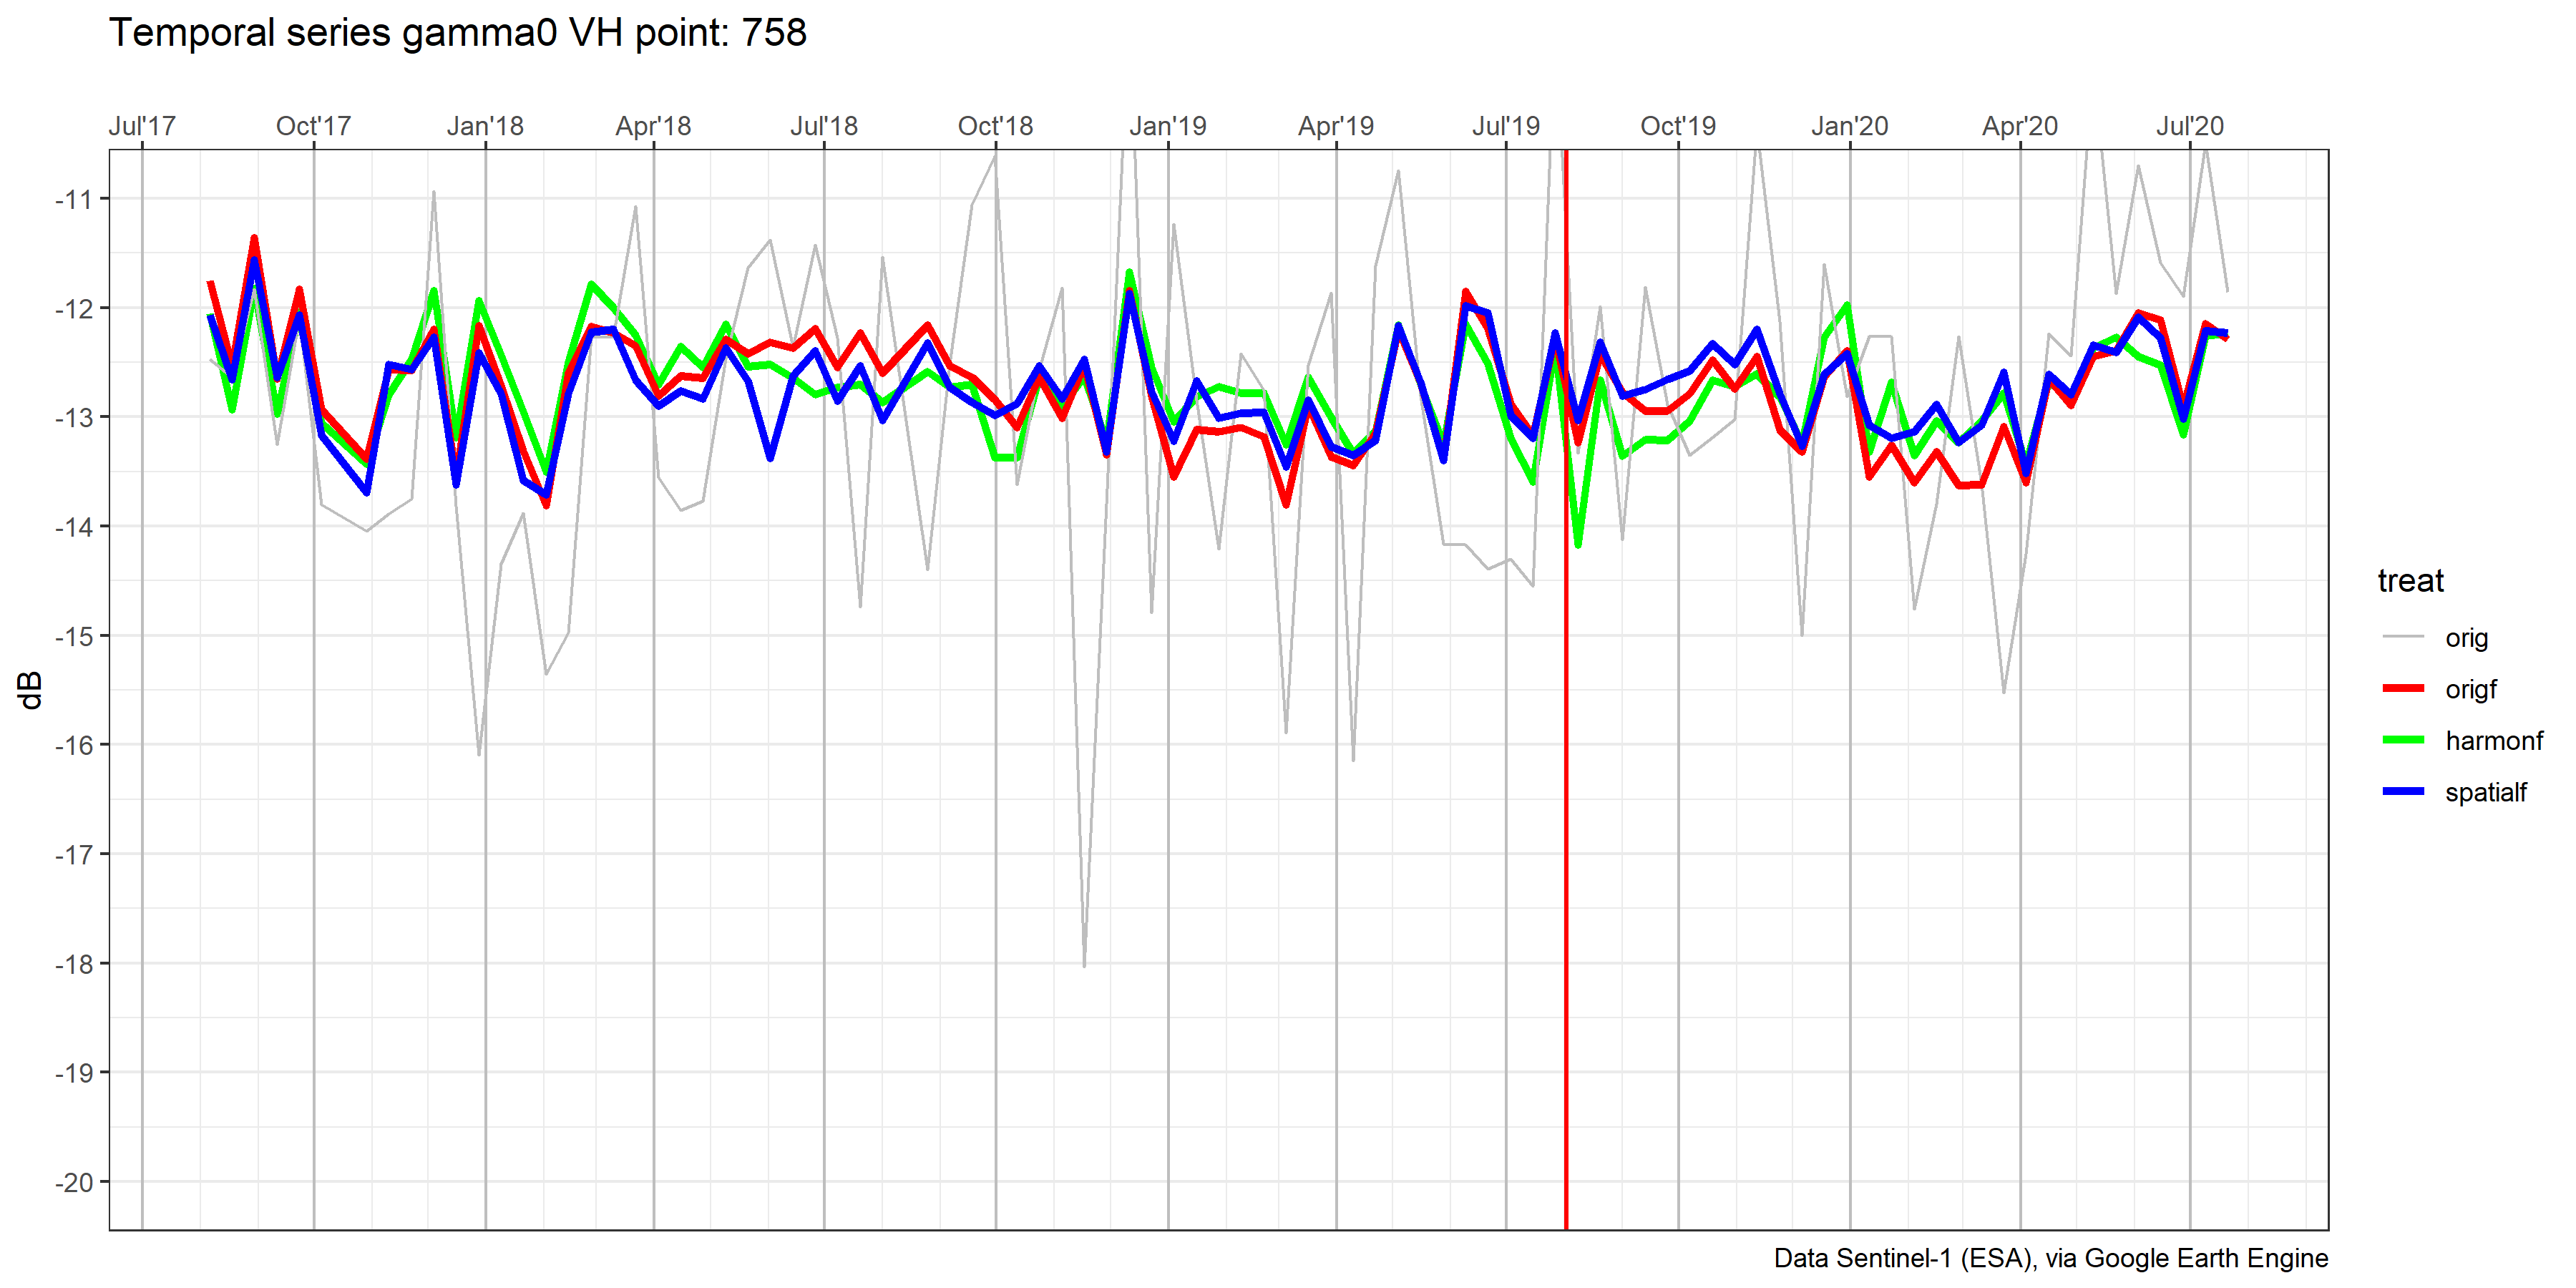 Temporal series gamma0 VH point: 758
Jul'17 Oct'17 Jan'18 Apr'18 Jul'18 Oct'18 Jan'19 Apr'19 Jul'19 Oct'19 Jan'20 Apr'20 Jul'20
-11
-12
-13
-14
-15
-16
-17
-18
-19
-20
dB
treat
orig
origf
harmonf
spatialf
Data Sentinel-1 (ESA), via Google Earth Engine